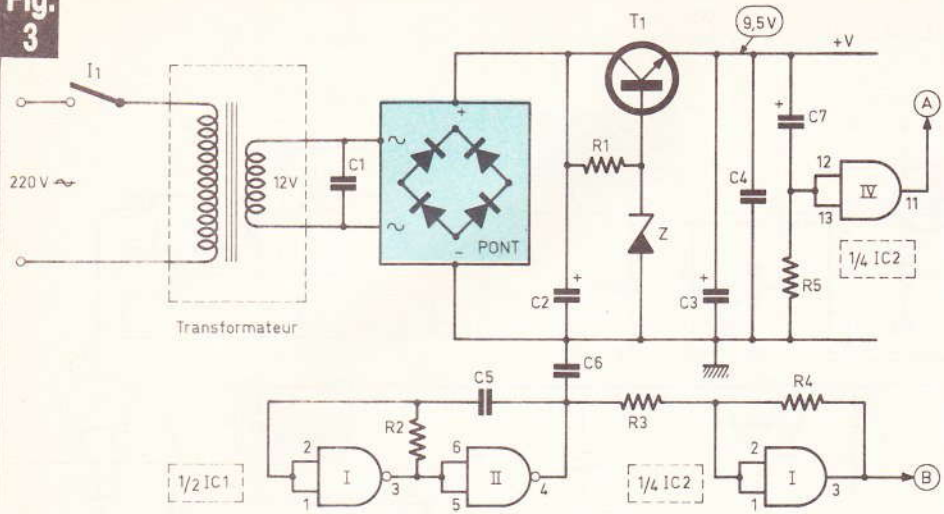 Fig. 3
I1
220V
Transformateur
12V
C1
+
−
PONT
T1
9,5V
+V
R1
Z
C2
+
C3
+
C4
C7
+
R5
12
13
IV
11
A
1/4 IC2
C6
C5
R2
2
1
I
3
6
5
II
4
1/2 IC1
R3
R4
2
1
I
3
B
1/4 IC2